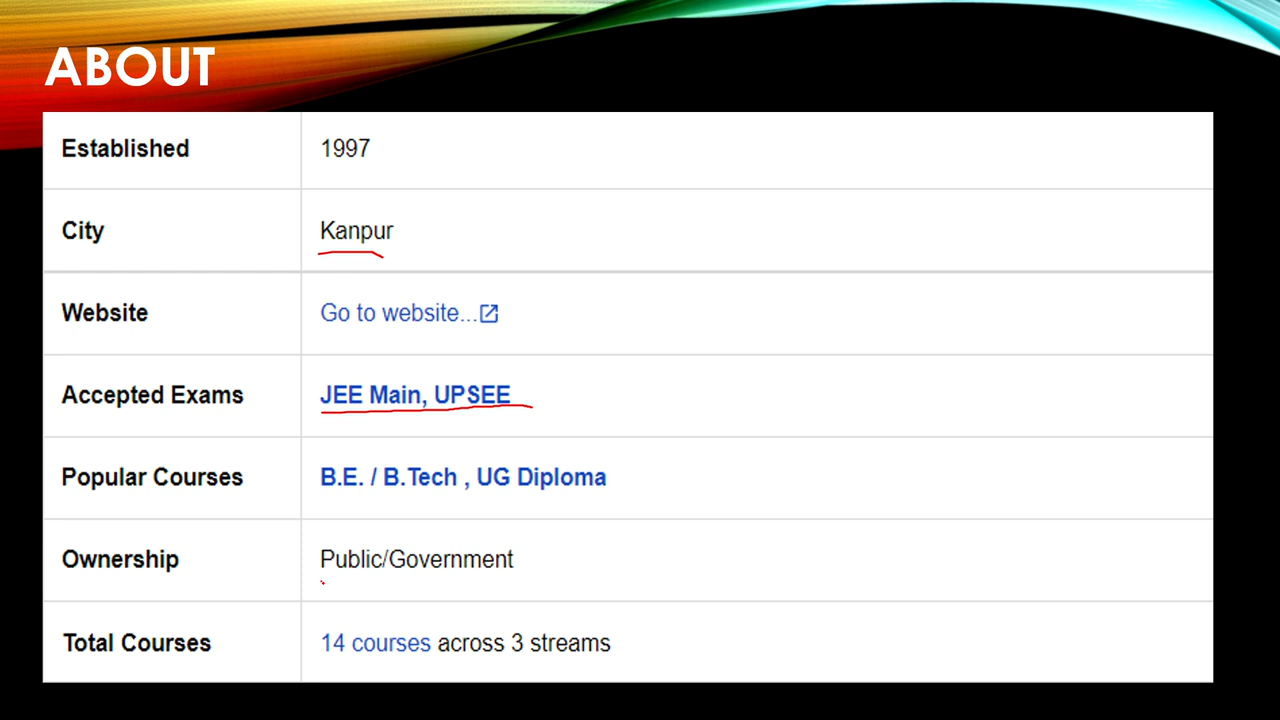 ABOUT
Established 1997
City Kanpur
Website Go to website...
Accepted Exams JEE Main, UPSEE
Popular Courses B.E. / B.Tech , UG Diploma
Ownership Public/Government
Total Courses 14 courses across 3 streams